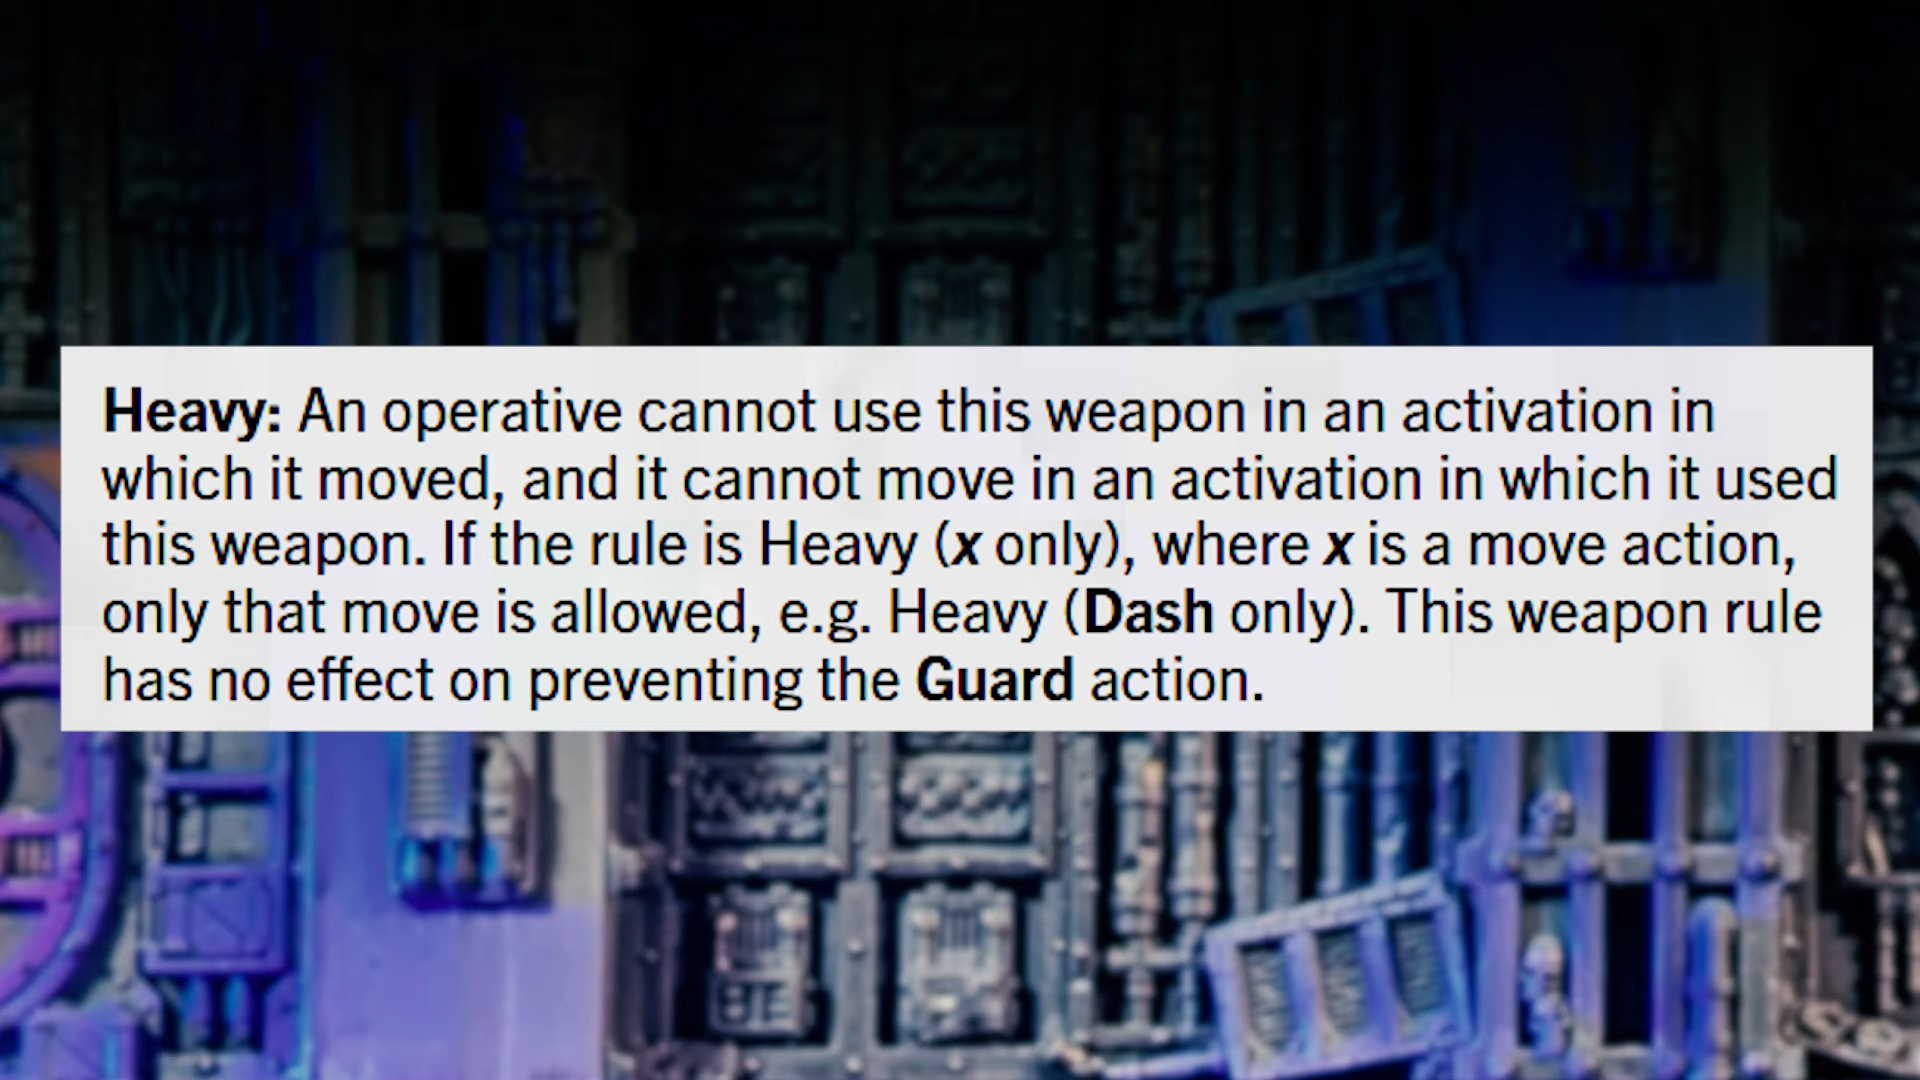 Heavy: An operative cannot use this weapon in an activation in
which it moved, and it cannot move in an activation in which it used
this weapon. If the rule is Heavy (x only), where x is a move action,
only that move is allowed, e.g. Heavy (Dash only). This weapon rule
has no effect on preventing the Guard action.